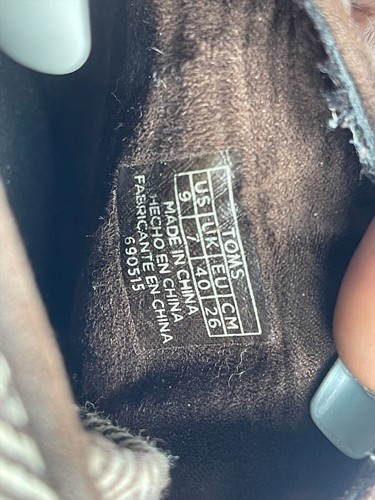 TOMS
US UK EU CM
9 7 40 26
MADE IN CHINA
HECHO EN CHINA
FABRICANTE EN CHINA
690515